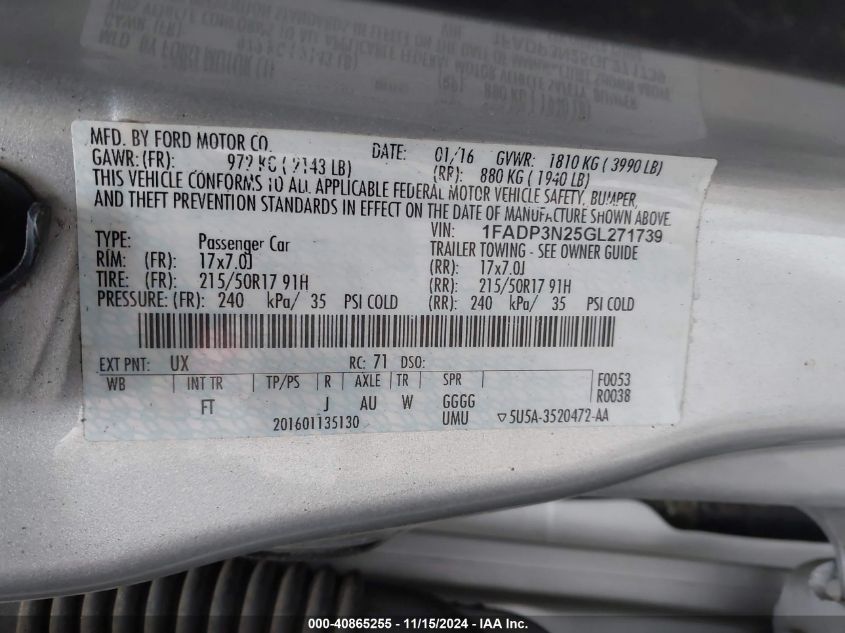 MFD. BY FORD MOTOR CO. DATE: 01/16 GVWR: 1810 KG ( 3990 LB)
GAWR: (FR): 972 KG ( 2143 LB) (RR): 880 KG ( 1940 LB)
THIS VEHICLE CONFORMS TO ALL APPLICABLE FEDERAL MOTOR VEHICLE SAFETY, BUMPER,
AND THEFT PREVENTION STANDARDS IN EFFECT ON THE DATE OF MANUFACTURE SHOWN ABOVE.
VIN: 1FADP3N25GL271739
TYPE: Passenger Car TRAILER TOWING - SEE OWNER GUIDE
RIM: (FR): 17x7.0J (RR): 17x7.0J
TIRE: (FR): 215/50R17 91H (RR): 215/50R17 91H
PRESSURE: (FR): 240 kPa/ 35 PSI COLD (RR): 240 kPa/ 35 PSI COLD
EXT PNT: UX RC: 71 DSO:
WB INT TR TP/PS R AXLE TR SPR F0053
R0038
FT J AU W GGGG
201601135130 UMU ▽5U5A-3520472-AA
000-40865255 - 11/15/2024 - IAA Inc.